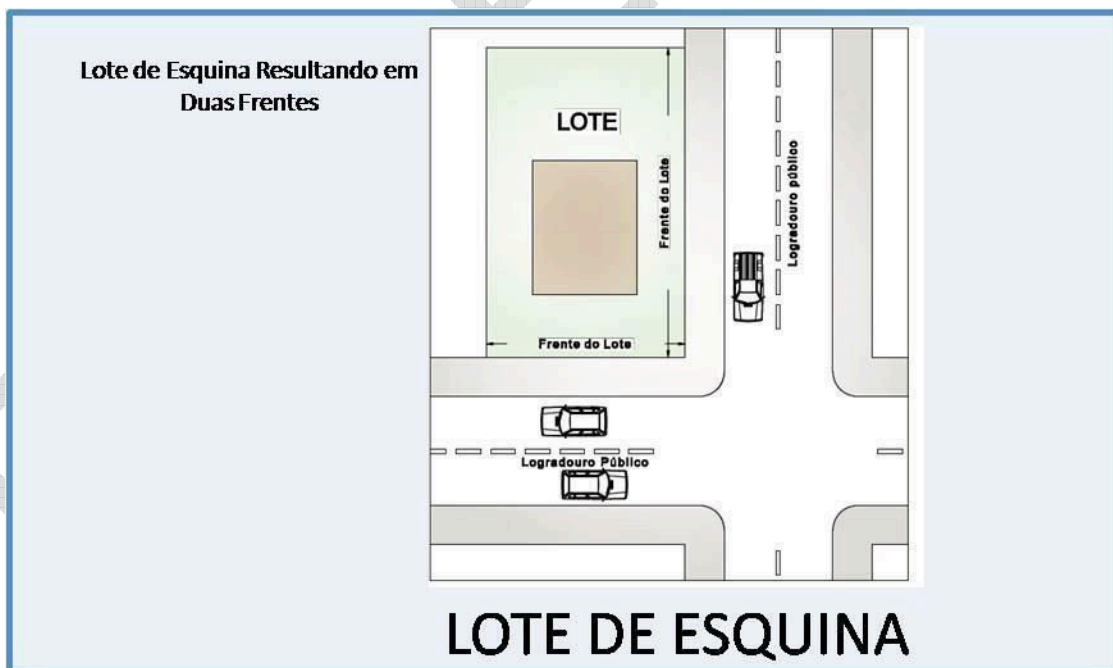 Lote de Esquina Resultando em
Duas Frentes
LOTE
Frente do Lote
Logradouro público
Frente do Lote
Logradouro Público
LOTE DE ESQUINA